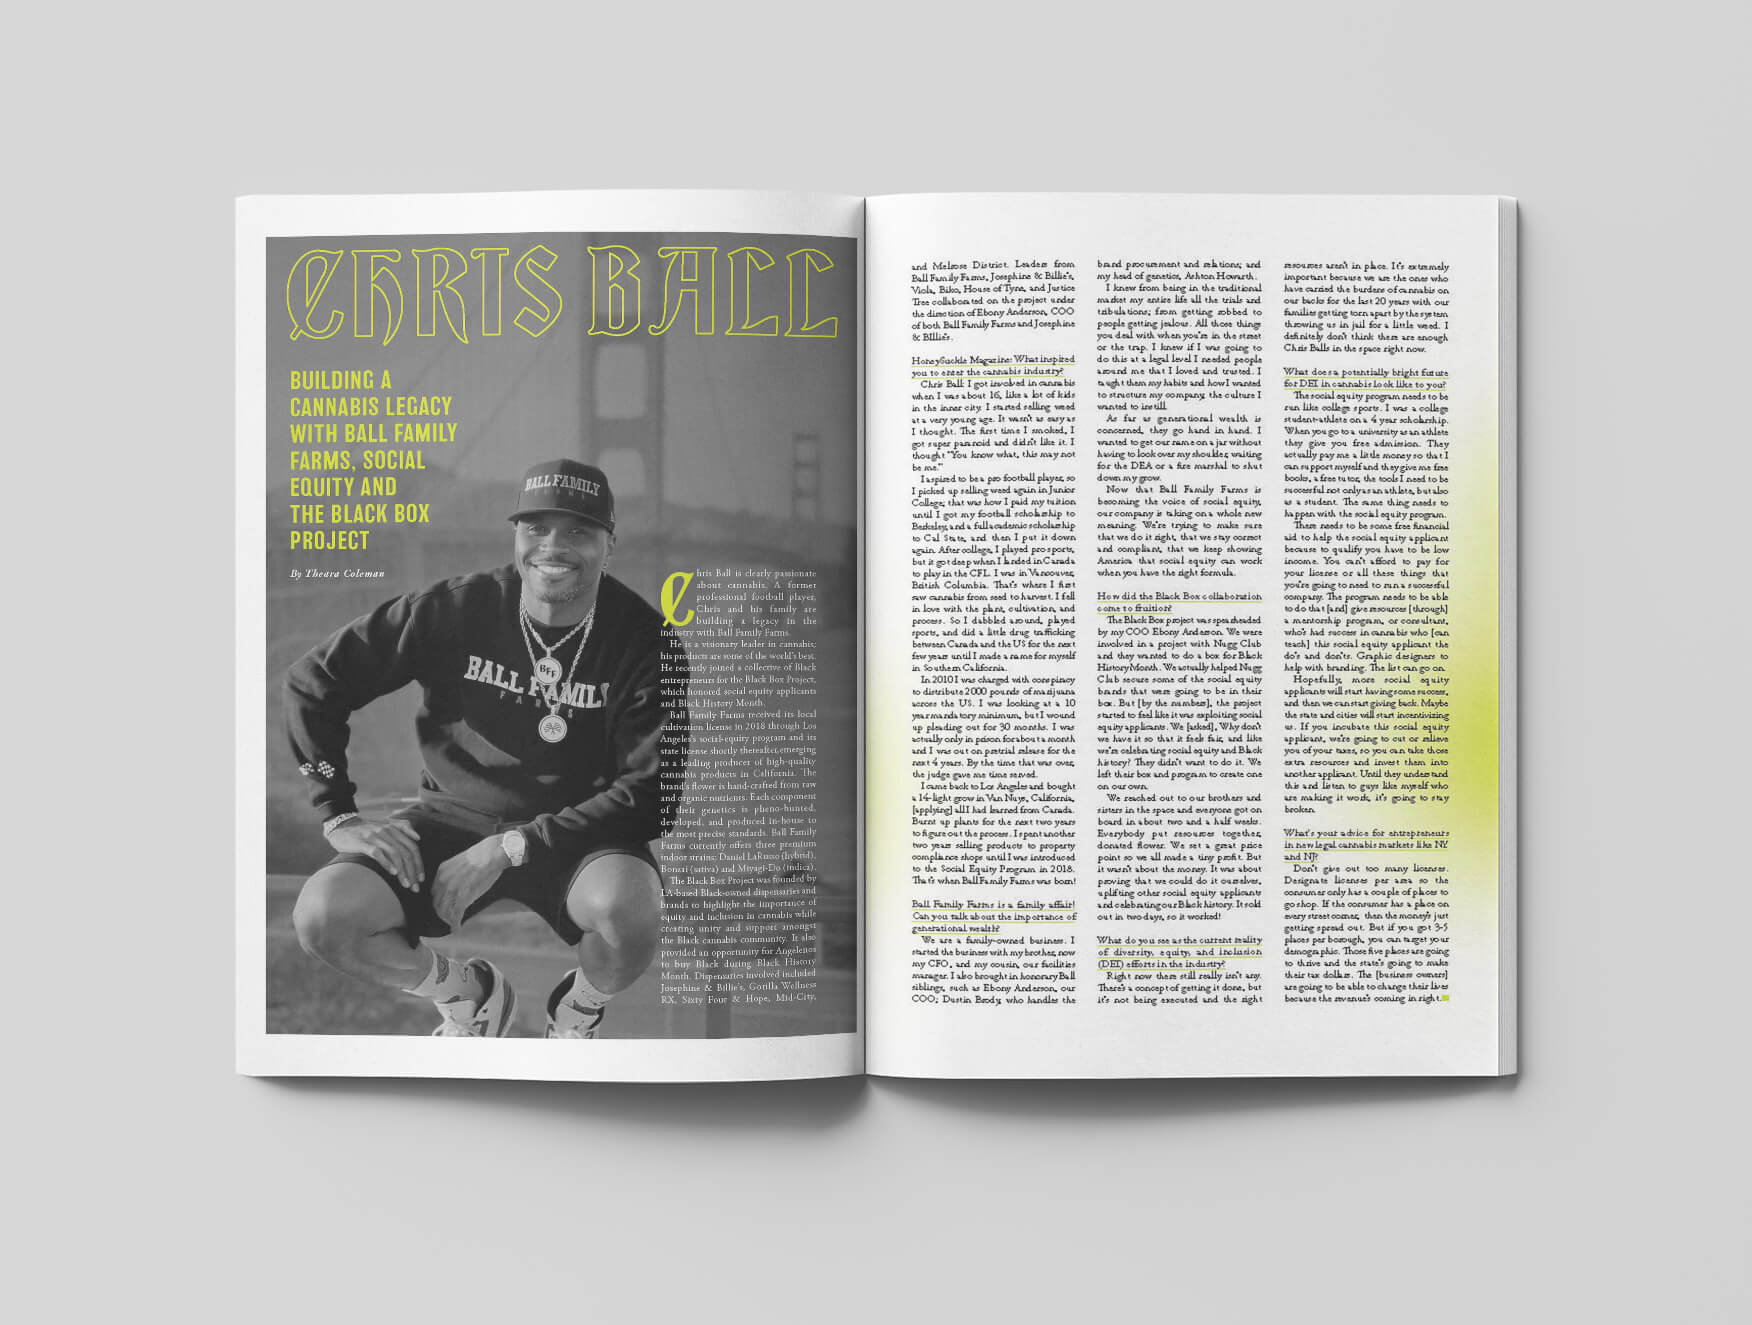 CHRIS BALL
BUILDING A
CANNABIS LEGACY
WITH BALL FAMILY
FARMS, SOCIAL
EQUITY AND
THE BLACK BOX
PROJECT
By Theara Coleman
BALL FAMILY
FARMS
BFF
BALL FAMILY
FARMS
Chris Ball is clearly passionate
about cannabis. A former
professional football player,
Chris and his family are
building a legacy in the
industry with Ball Family Farms.
He is a visionary leader in cannabis;
his products are some of the world's best.
He recently joined a collective of Black
entrepreneurs for the Black Box Project,
which honored social equity applicants
and Black History Month.
Ball Family Farms received its local
cultivation license in 2018 through Los
Angeles's social-equity program and its
state license shortly thereafter, emerging
as a leading producer of high-quality
cannabis products in California. The
brand's flower is hand-crafted from raw
and organic nutrients. Each component
of their genetics is pheno-hunted,
developed, and produced in-house to
the most precise standards. Ball Family
Farms currently offers three premium
indoor strains: Daniel LaRusso (hybrid),
Bonzai (sativa) and Miyagi-Do (indica).
The Black Box Project was founded by
LA-based Black-owned dispensaries and
brands to highlight the importance of
equity and inclusion in cannabis while
creating unity and support amongst
the Black cannabis community. It also
provided an opportunity for Angelenos
to buy Black during Black History
Month. Dispensaries involved included
Josephine & Billie's, Gorilla Wellness
RX, Sixty Four & Hope, Mid-City,
and Melrose District. Leaders from
Ball Family Farms, Josephine & Billie's,
Viola, Biko, House of Tyne, and Justice
Tree collaborated on the project under
the direction of Ebony Anderson, COO
of both Ball Family Farms and Josephine
& BIllie's.
HoneySuckle Magazine: What inspired
you to enter the cannabis industry?
Chris Ball: I got involved in cannabis
when I was about 16, like a lot of kids
in the inner city. I started selling weed
at a very young age. It wasn't as easy as
I thought. The first time I smoked, I
got super paranoid and didn't like it. I
thought "You know what, this may not
be me."
I aspired to be a pro football player, so
I picked up selling weed again in Junior
College; that was how I paid my tuition
until I got my football scholarship to
Berkeley, and a full academic scholarship
to Cal State, and then I put it down
again. After college, I played pro sports,
but it got deep when I landed in Canada
to play in the CFL. I was in Vancouver,
British Columbia. That's where I first
saw cannabis from seed to harvest. I fell
in love with the plant, cultivation, and
process. So I dabbled around, played
sports, and did a little drug trafficking
between Canada and the US for the next
few years until I made a name for myself
in Southern California.
In 2010 I was charged with conspiracy
to distribute 2000 pounds of marijuana
across the US. I was looking at a 10
year mandatory minimum, but I wound
up pleading out for 30 months. I was
actually only in prison for about a month
and I was out on pretrial release for the
next 4 years. By the time that was over,
the judge gave me time served.
I came back to Los Angeles and bought
a 14-light grow in Van Nuys, California,
[applying] all I had learned from Canada.
Burnt up plants for the next two years
to figure out the process. I spent another
two years selling products to property
compliance shops until I was introduced
to the Social Equity Program in 2018.
That's when Ball Family Farms was born!
Ball Family Farms is a family affair!
Can you talk about the importance of
generational wealth?
We are a family-owned business. I
started the business with my brother, now
my CFO, and my cousin, our facilities
manager. I also brought in honorary Ball
siblings, such as Ebony Anderson, our
COO; Dustin Brody, who handles the
brand procurement and relations; and
my head of genetics, Ashton Howarth.
I knew from being in the traditional
market my entire life all the trials and
tribulations; from getting robbed to
people getting jealous. All those things
you deal with when you're in the street
or the trap. I knew if I was going to
do this at a legal level I needed people
around me that I loved and trusted. I
taught them my habits and how I wanted
to structure my company, the culture I
wanted to instill.
As far as generational wealth is
concerned, they go hand in hand. I
wanted to get our name on a jar without
having to look over my shoulder, waiting
for the DEA or a fire marshal to shut
down my grow.
Now that Ball Family Farms is
becoming the voice of social equity,
our company is taking on a whole new
meaning. We're trying to make sure
that we do it right, that we stay correct
and compliant, that we keep showing
America that social equity can work
when you have the right formula.
How did the Black Box collaboration
come to fruition?
The Black Box project was spearheaded
by my COO Ebony Anderson. We were
involved in a project with Nugg Club
and they wanted to do a box for Black
History Month. We actually helped Nugg
Club secure some of the social equity
brands that were going to be in their
box. But [by the numbers], the project
started to feel like it was exploiting social
equity applicants. We [asked], Why don't
we have it so that it feels fair, and like
we're celebrating social equity and Black
history? They didn't want to do it. We
left their box and program to create one
on our own.
We reached out to our brothers and
sisters in the space and everyone got on
board in about two and a half weeks.
Everybody put resources together,
donated flower. We set a great price
point so we all made a tiny profit. But
it wasn't about the money. It was about
proving that we could do it ourselves,
uplifting other social equity applicants
and celebrating our Black history. It sold
out in two days, so it worked!
What do you see as the current reality
of diversity, equity, and inclusion
(DEI) efforts in the industry?
Right now there still really isn't any.
There's a concept of getting it done, but
it's not being executed and the right
resources aren't in place. It's extremely
important because we are the ones who
have carried the burdens of cannabis on
our backs for the last 20 years with our
families getting torn apart by the system
throwing us in jail for a little weed. I
definitely don't think there are enough
Chris Balls in the space right now.
What does a potentially bright future
for DEI in cannabis look like to you?
The social equity program needs to be
run like college sports. I was a college
student-athlete on a 4 year scholarship.
When you go to a university as an athlete
they give you free admission. They
actually pay me a little money so that I
can support myself and they give me free
books, a free tutor, the tools I need to be
successful not only as an athlete, but also
as a student. The same thing needs to
happen with the social equity program.
There needs to be some free financial
aid to help the social equity applicant
because to qualify you have to be low
income. You can't afford to pay for
your license or all these things that
you're going to need to run a successful
company. The program needs to be able
to do that [and] give resources [through]
a mentorship program, or consultant,
who's had success in cannabis who [can
teach] this social equity applicant the
do's and don'ts. Graphic designers to
help with branding. The list can go on.
Hopefully, more social equity
applicants will start having some success,
and then we can start giving back. Maybe
the state and cities will start incentivizing
us. If you incubate this social equity
applicant, we're going to cut or relieve
you of your taxes, so you can take those
extra resources and invest them into
another applicant. Until they understand
this and listen to guys like myself who
are making it work, it's going to stay
broken.
What's your advice for entrepreneurs
in new legal cannabis markets like NY
and NJ?
Don't give out too many licenses.
Designate licenses per area so the
consumer only has a couple of places to
go shop. If the consumer has a place on
every street corner, then the money's just
getting spread out. But if you got 3-5
places per borough, you can target your
demographic. Those five places are going
to thrive and the state's going to make
their tax dollars. The [business owners]
are going to be able to change their lives
because the revenue's coming in right.